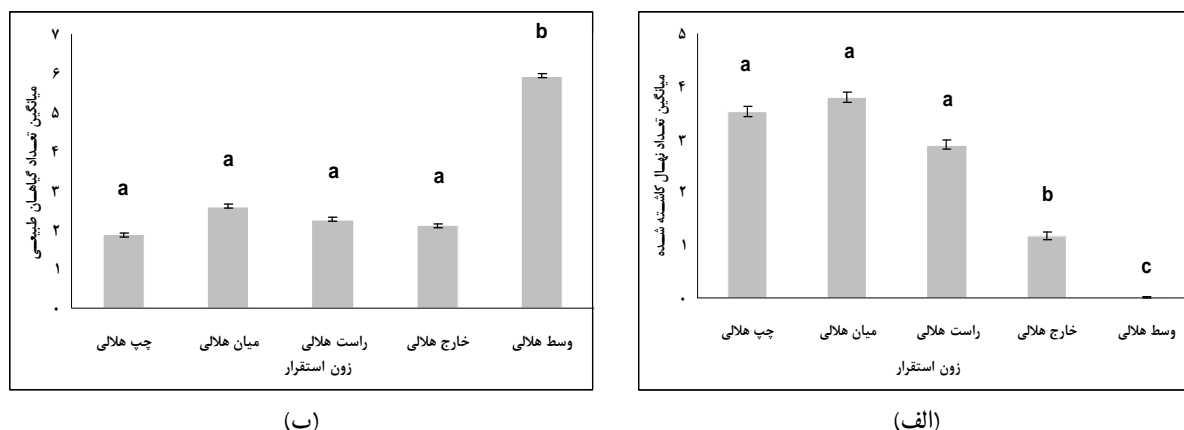 میانگین تعداد نهال کاشته شده
۵
۴
۳
۲
۱
۰
a
a
a
b
c
چپ هلالی
میان هلالی
راست هلالی
خارج هلالی
وسط هلالی
زون استقرار
(الف)
میانگین تعداد گیاهان طبیعی
۷
۶
۵
۴
۳
۲
۱
۰
a
a
a
a
b
چپ هلالی
میان هلالی
راست هلالی
خارج هلالی
وسط هلالی
زون استقرار
(ب)